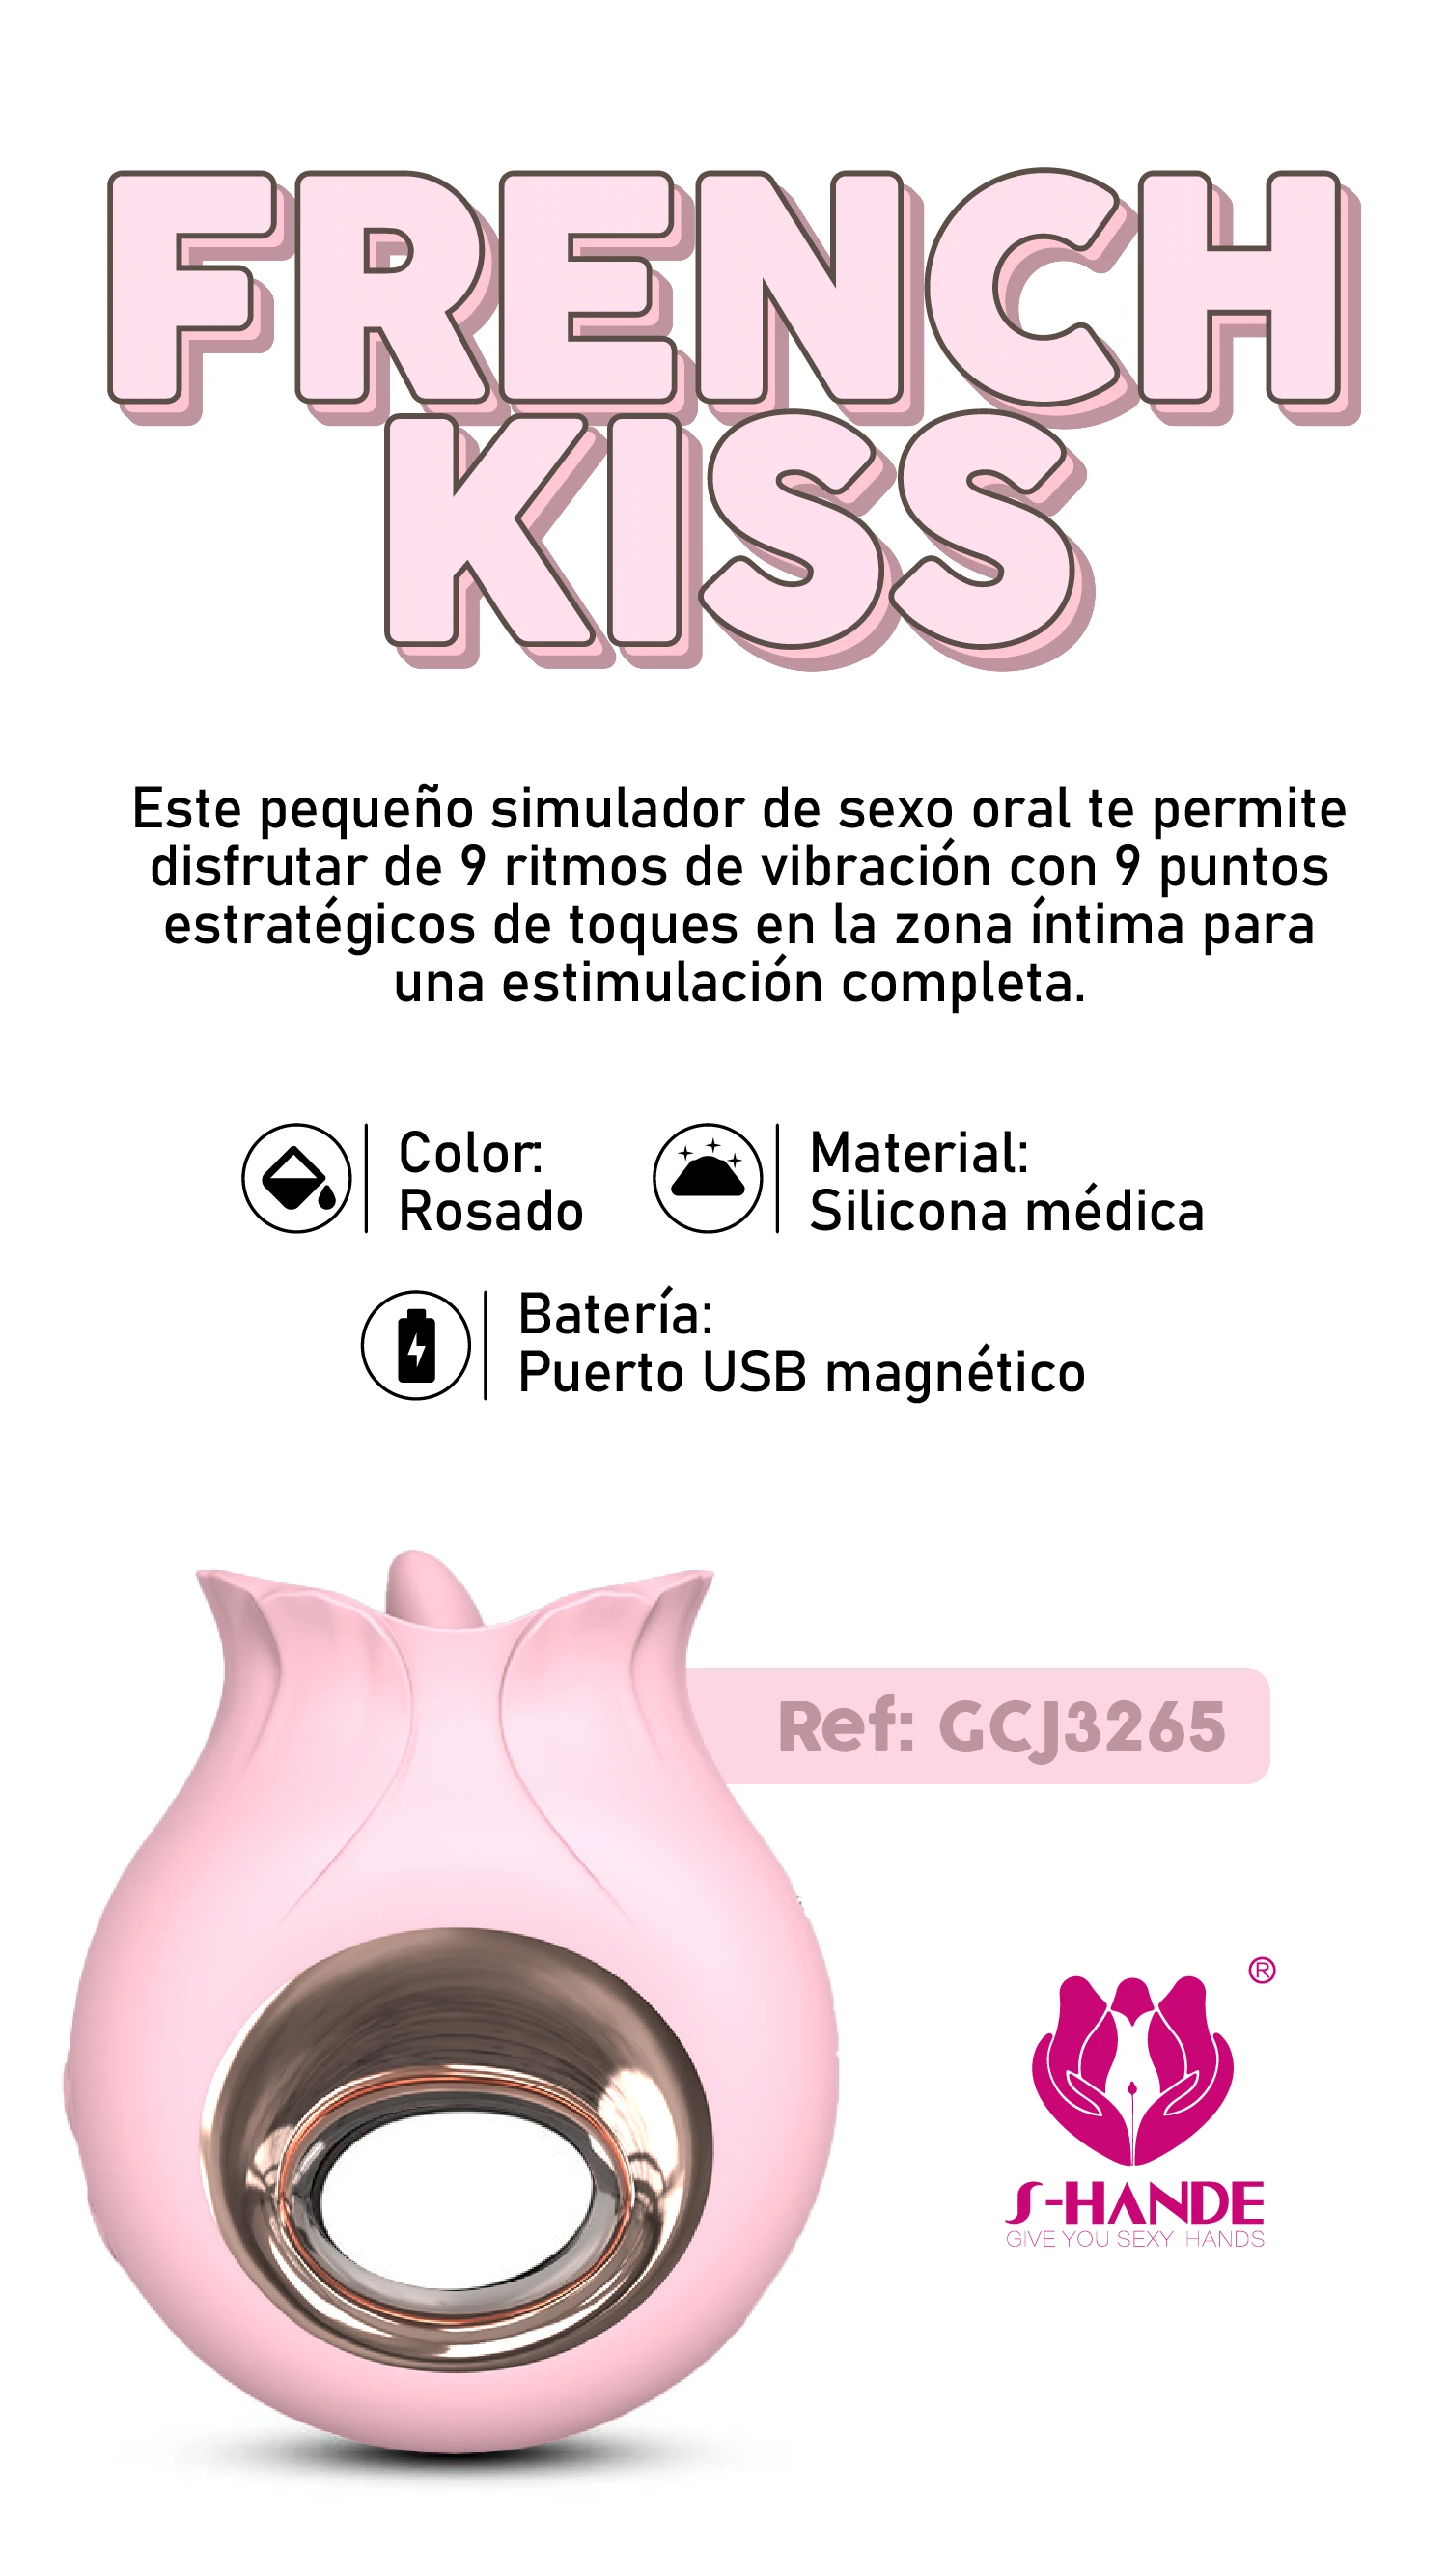 FRENCH
KISS
Este pequeño simulador de sexo oral te permite
disfrutar de 9 ritmos de vibración con 9 puntos
estratégicos de toques en la zona íntima para
una estimulación completa.
Color:
Rosado
Material:
Silicona médica
Batería:
Puerto USB magnético
Ref: GCJ3265
®
S-HANDE
GIVE YOU SEXY HANDS